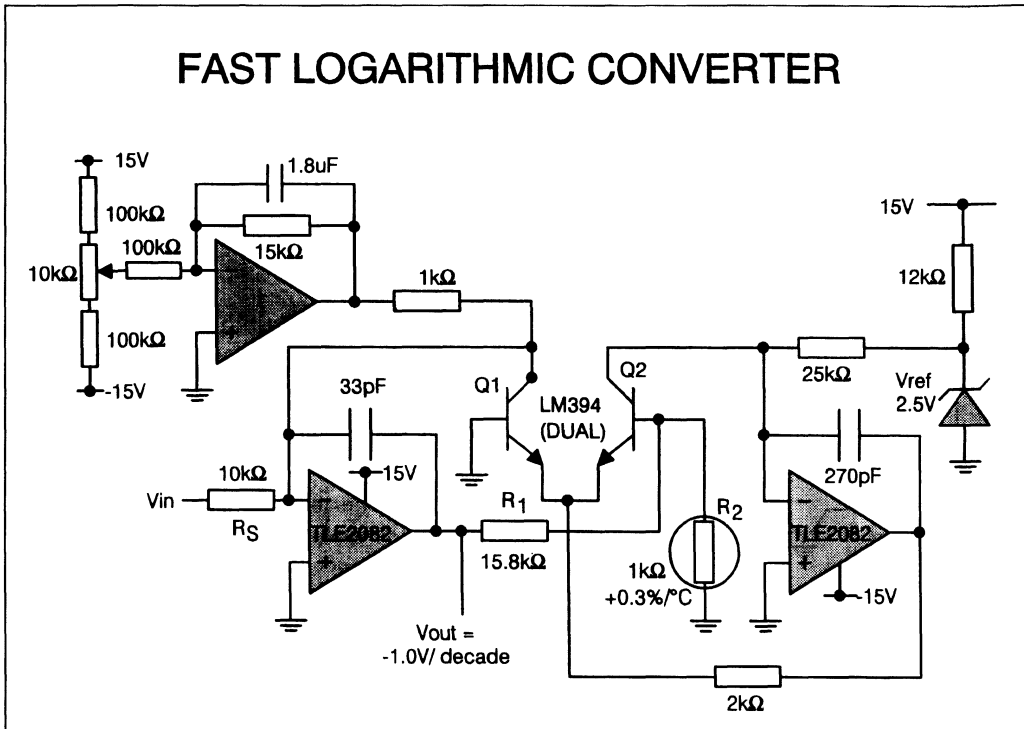 FAST LOGARITHMIC CONVERTER
15V
1.8uF
100kΩ
100kΩ
15kΩ
10kΩ
1kΩ
100kΩ
-15V
15V
12kΩ
25kΩ
Vref
2.5V
Q1
Q2
LM394
(DUAL)
33pF
15V
10kΩ
Vin
RS
TLE2082
R1
15.8kΩ
R2
1kΩ
+0.3%/°C
270pF
TLE2082
-15V
Vout =
-1.0V/ decade
2kΩ
−
+
−
+
−
+